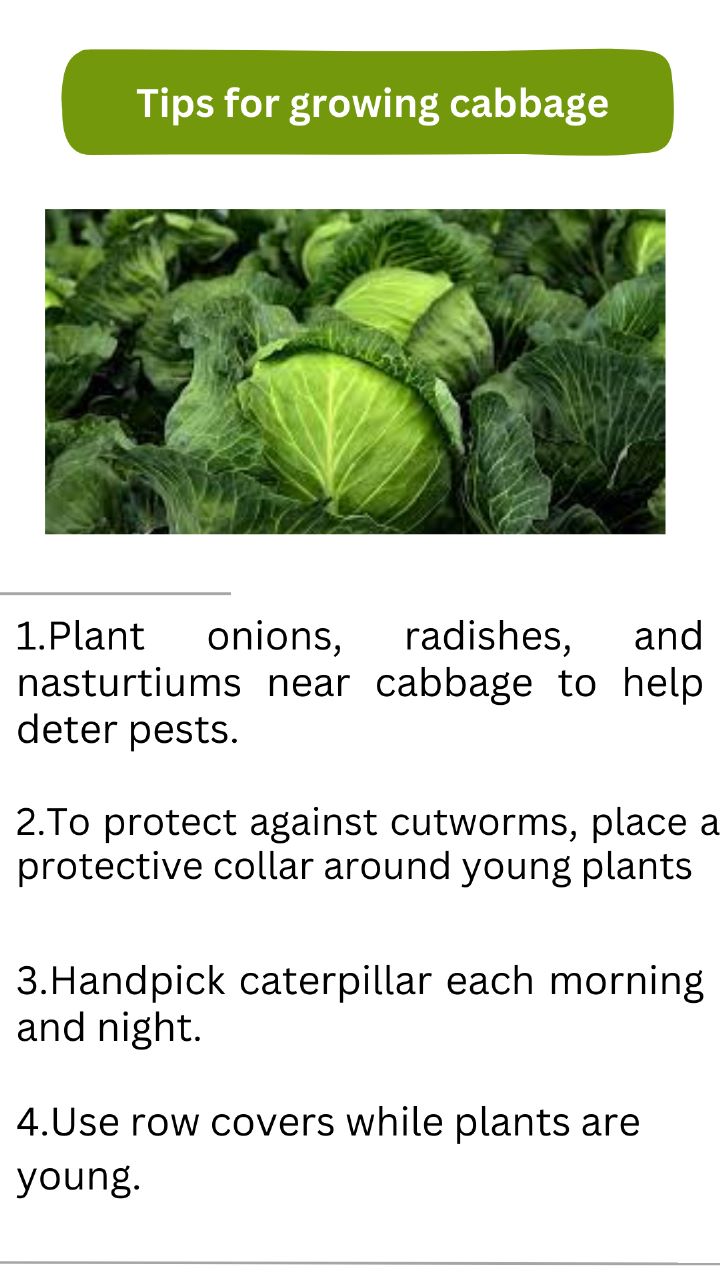 Tips for growing cabbage
1.Plant onions, radishes, and
nasturtiums near cabbage to help
deter pests.
2.To protect against cutworms, place a
protective collar around young plants
3.Handpick caterpillar each morning
and night.
4.Use row covers while plants are
young.